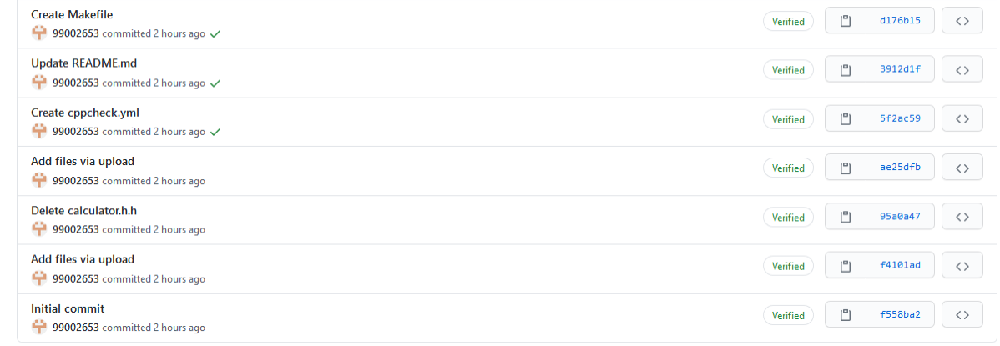 Create Makefile
99002653 committed 2 hours ago
Verified
d176b15
Update README.md
99002653 committed 2 hours ago
Verified
3912d1f
Create cppcheck.yml
99002653 committed 2 hours ago
Verified
5f2ac59
Add files via upload
99002653 committed 2 hours ago
Verified
ae25dfb
Delete calculator.h.h
99002653 committed 2 hours ago
Verified
95a0a47
Add files via upload
99002653 committed 2 hours ago
Verified
f4101ad
Initial commit
99002653 committed 2 hours ago
Verified
f558ba2